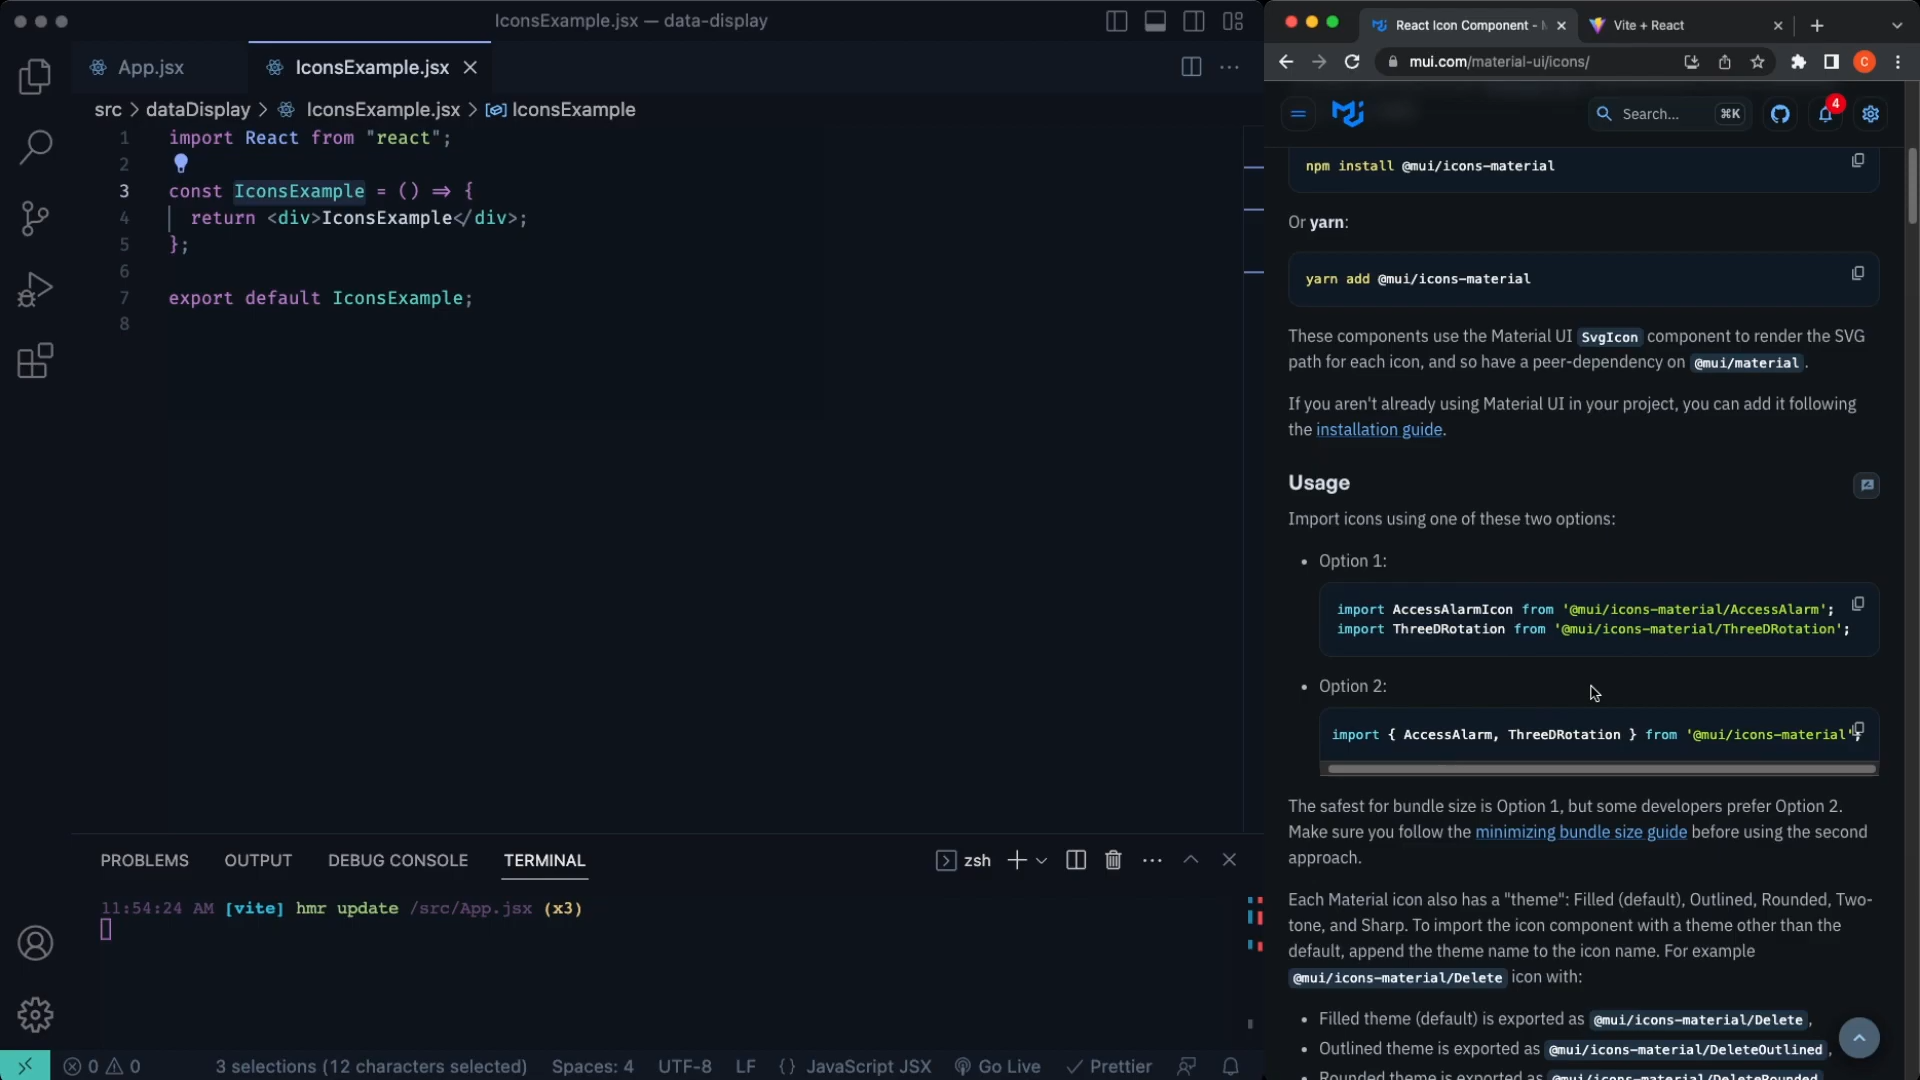 IconsExample.jsx — data-display
App.jsx
IconsExample.jsx
src > dataDisplay > IconsExample.jsx > IconsExample
1 import React from "react";
2
3 const IconsExample = () => {
4 return <div>IconsExample</div>;
5 };
6
7 export default IconsExample;
8
PROBLEMS OUTPUT DEBUG CONSOLE TERMINAL
zsh
11:54:24 AM [vite] hmr update /src/App.jsx (x3)
0 0 3 selections (12 characters selected) Spaces: 4 UTF-8 LF {} JavaScript JSX Go Live Prettier
React Icon Component -
Vite + React
mui.com/material-ui/icons/
C
Search... ⌘K
4
npm install @mui/icons-material
Or yarn:
yarn add @mui/icons-material
These components use the Material UI SvgIcon component to render the SVG
path for each icon, and so have a peer-dependency on @mui/material.
If you aren't already using Material UI in your project, you can add it following
the installation guide.
Usage
Import icons using one of these two options:
• Option 1:
import AccessAlarmIcon from '@mui/icons-material/AccessAlarm';
import ThreeDRotation from '@mui/icons-material/ThreeDRotation';
• Option 2:
import { AccessAlarm, ThreeDRotation } from '@mui/icons-material';
The safest for bundle size is Option 1, but some developers prefer Option 2.
Make sure you follow the minimizing bundle size guide before using the second
approach.
Each Material icon also has a "theme": Filled (default), Outlined, Rounded, Two-
tone, and Sharp. To import the icon component with a theme other than the
default, append the theme name to the icon name. For example
@mui/icons-material/Delete icon with:
• Filled theme (default) is exported as @mui/icons-material/Delete,
• Outlined theme is exported as @mui/icons-material/DeleteOutlined,
• Rounded theme is exported as @mui/icons-material/DeleteRounded